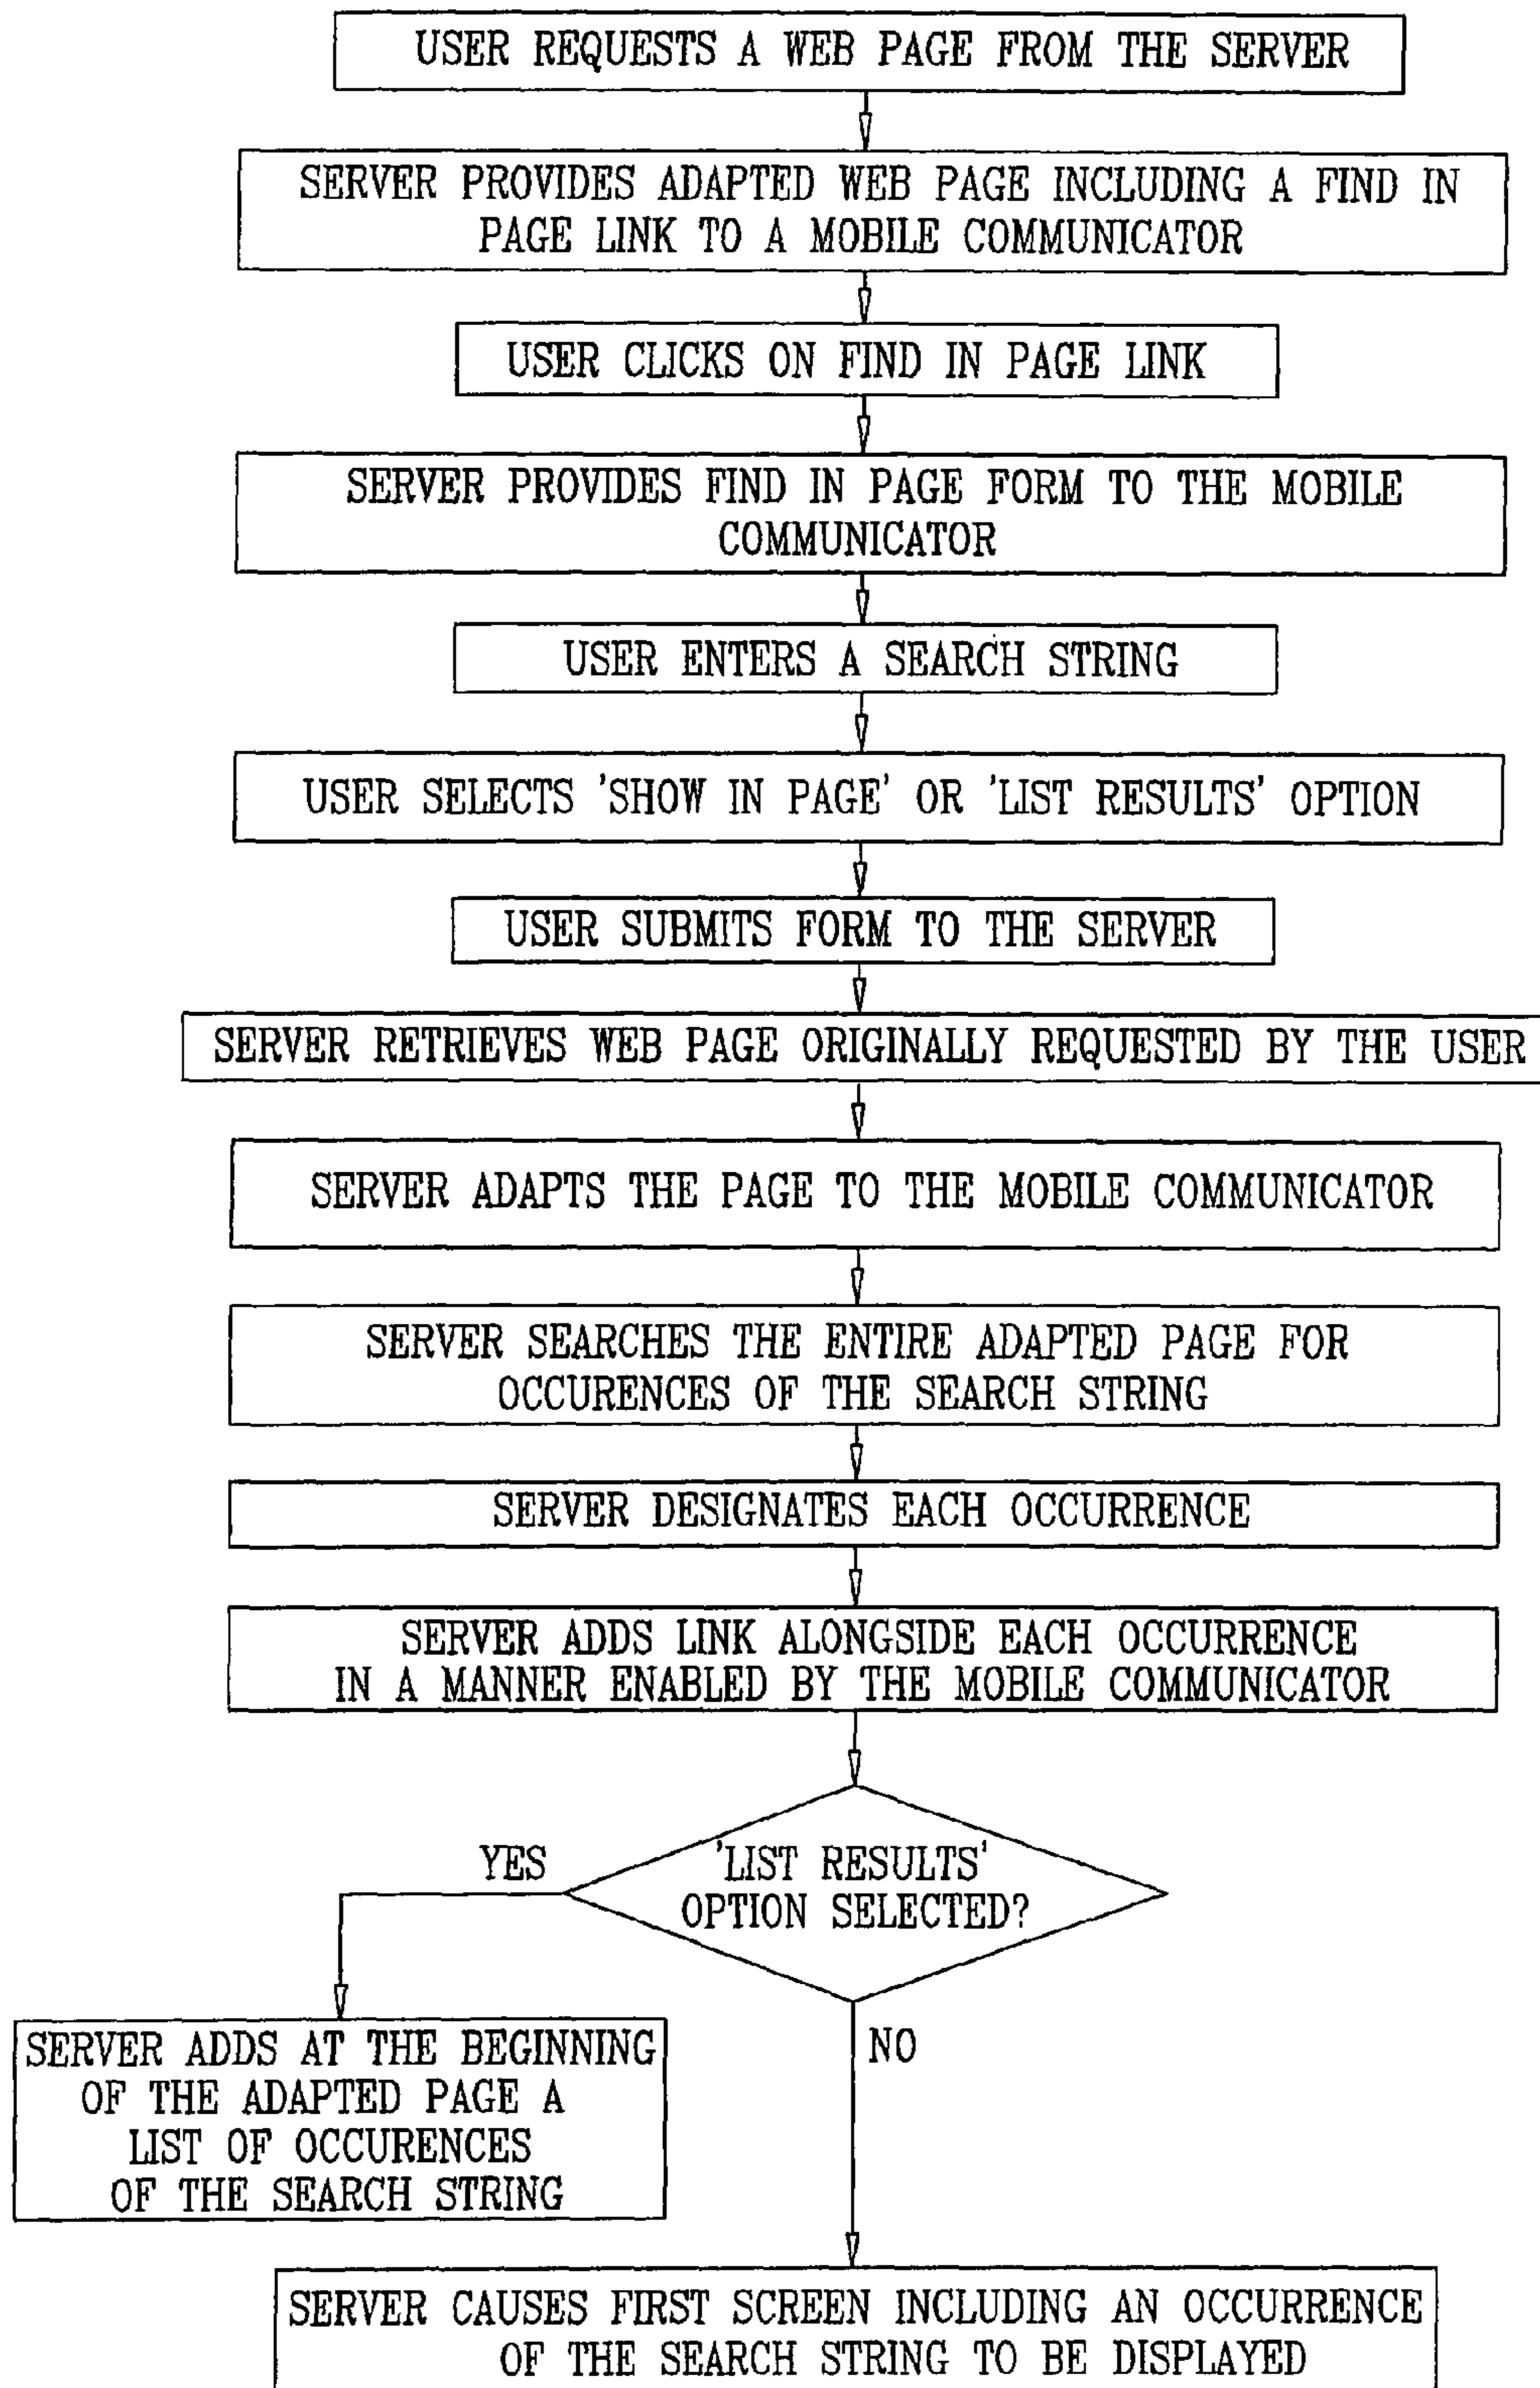 USER REQUESTS A WEB PAGE FROM THE SERVER
SERVER PROVIDES ADAPTED WEB PAGE INCLUDING A FIND IN
PAGE LINK TO A MOBILE COMMUNICATOR
USER CLICKS ON FIND IN PAGE LINK
SERVER PROVIDES FIND IN PAGE FORM TO THE MOBILE
COMMUNICATOR
USER ENTERS A SEARCH STRING
USER SELECTS 'SHOW IN PAGE' OR 'LIST RESULTS' OPTION
USER SUBMITS FORM TO THE SERVER
SERVER RETRIEVES WEB PAGE ORIGINALLY REQUESTED BY THE USER
SERVER ADAPTS THE PAGE TO THE MOBILE COMMUNICATOR
SERVER SEARCHES THE ENTIRE ADAPTED PAGE FOR
OCCURENCES OF THE SEARCH STRING
SERVER DESIGNATES EACH OCCURRENCE
SERVER ADDS LINK ALONGSIDE EACH OCCURRENCE
IN A MANNER ENABLED BY THE MOBILE COMMUNICATOR
YES
'LIST RESULTS'
OPTION SELECTED?
NO
SERVER ADDS AT THE BEGINNING
OF THE ADAPTED PAGE A
LIST OF OCCURENCES
OF THE SEARCH STRING
SERVER CAUSES FIRST SCREEN INCLUDING AN OCCURRENCE
OF THE SEARCH STRING TO BE DISPLAYED